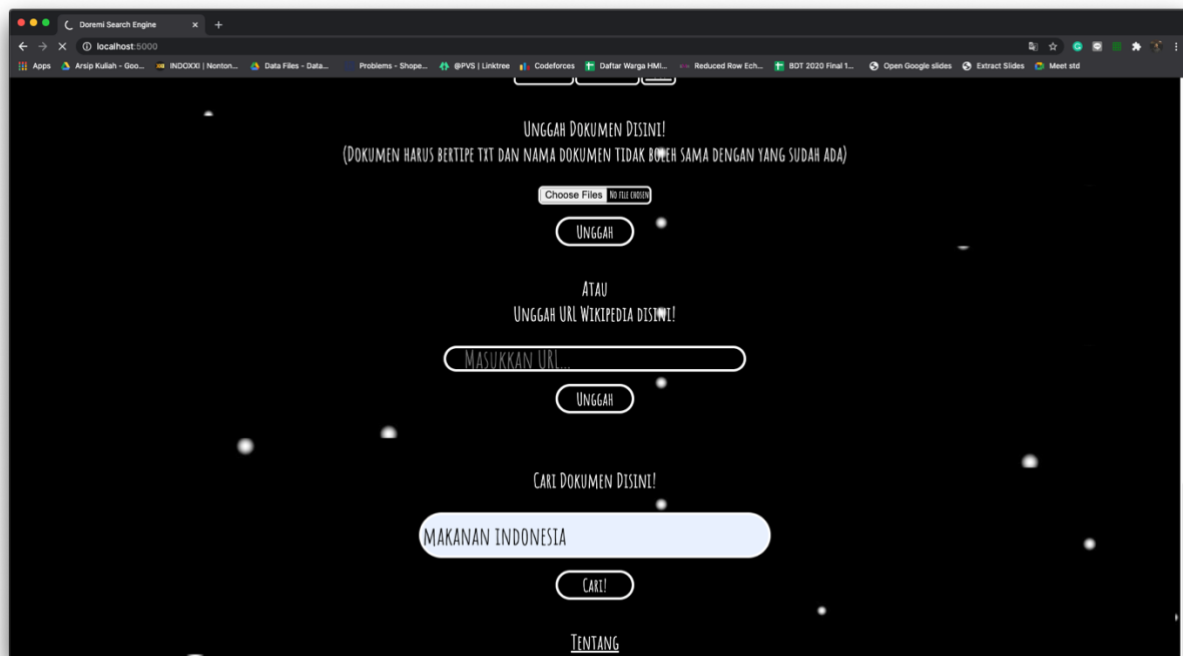 Doremi Search Engine
localhost:5000
Apps Arsip Kuliah - Goo... INDOXXI | Nonton... Data Files - Data... Problems - Shope... @PVS | Linktree Codeforces Daftar Warga HMI... Reduced Row Ech... BDT 2020 Final 1... Open Google slides Extract Slides Meet std
Unggah Dokumen Disini!
(Dokumen harus bertipe txt dan nama dokumen tidak boleh sama dengan yang sudah ada)
Choose Files No file chosen
Unggah
Atau
Unggah URL Wikipedia disini!
Masukkan URL...
Unggah
Cari Dokumen Disini!
makanan indonesia
Cari!
Tentang